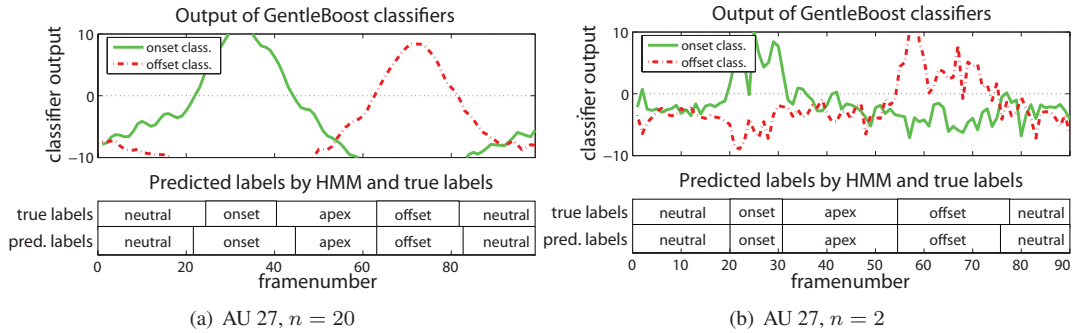 Output of GentleBoost classifiers
10
0
−10
classifier output
onset class.
offset class.
Predicted labels by HMM and true labels
true labels neutral onset apex offset neutral
pred. labels neutral onset apex offset neutral
0 20 40 60 80
framenumber
(a) AU 27, n = 20
Output of GentleBoost classifiers
10
0
−10
classifier output
onset class.
offset class.
Predicted labels by HMM and true labels
true labels neutral onset apex offset neutral
pred. labels neutral onset apex offset neutral
0 10 20 30 40 50 60 70 80 90
framenumber
(b) AU 27, n = 2